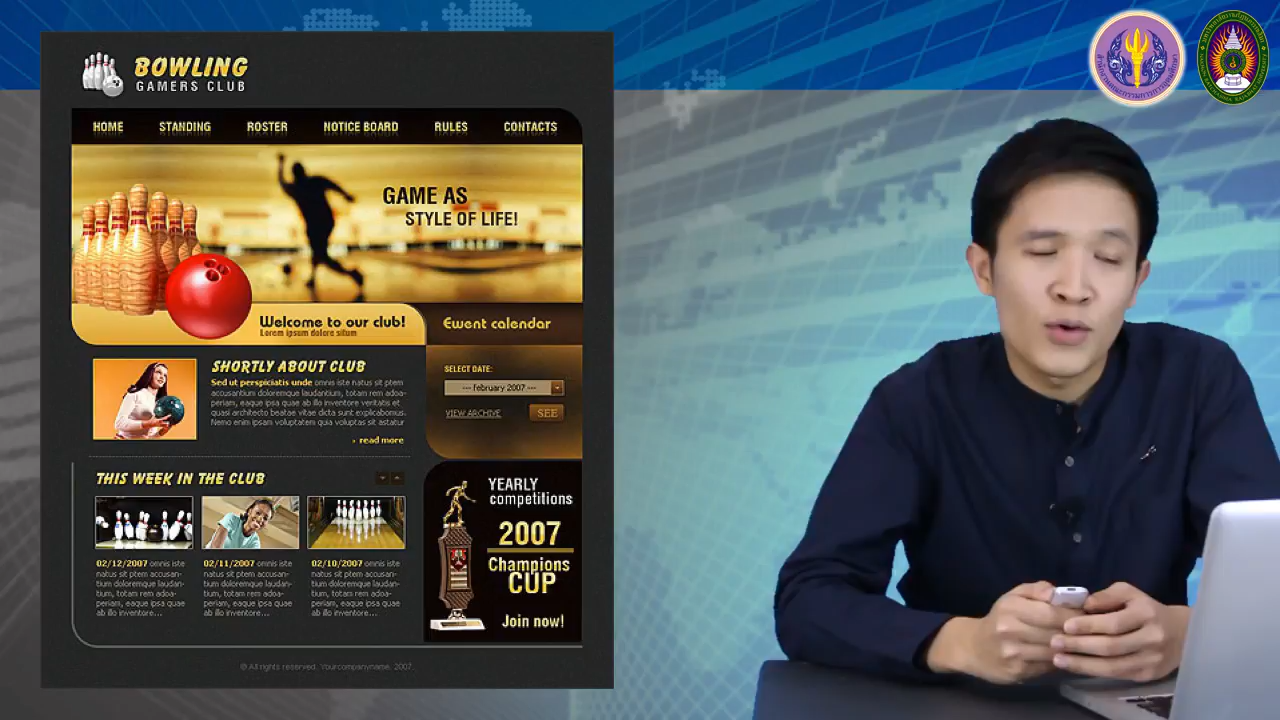 BOWLING
GAMERS CLUB
HOME STANDING ROSTER NOTICE BOARD RULES CONTACTS
GAME AS
STYLE OF LIFE!
Welcome to our club!
Lorem ipsum dolore situm
Ewent calendar
SHORTLY ABOUT CLUB
Sed ut perspiciatis unde omnis iste natus sit ptem
accusantium doloremque laudantium, totam rem adoa-
periam, eaque ipsa quae ab illo inventore veritatis et
quasi architecto beatae vitae dicta sunt explicabomus.
Nemo enim ipsam voluptatem quia voluptas sit astatur
read more
SELECT DATE:
--- february 2007 ---
VIEW ARCHIVE SEE
THIS WEEK IN THE CLUB
02/12/2007 omnis iste
natus sit ptem accusan-
tium doloremque laudan-
tium, totam rem adoa-
periam, eaque ipsa quae
ab illo inventore...
02/11/2007 omnis iste
natus sit ptem accusan-
tium doloremque laudan-
tium, totam rem adoa-
periam, eaque ipsa quae
ab illo inventore...
02/10/2007 omnis iste
natus sit ptem accusan-
tium doloremque laudan-
tium, totam rem adoa-
periam, eaque ipsa quae
ab illo inventore...
YEARLY
competitions
2007
Champions
CUP
Join now!
© All rights reserved. Yourcompanyname. 2007.